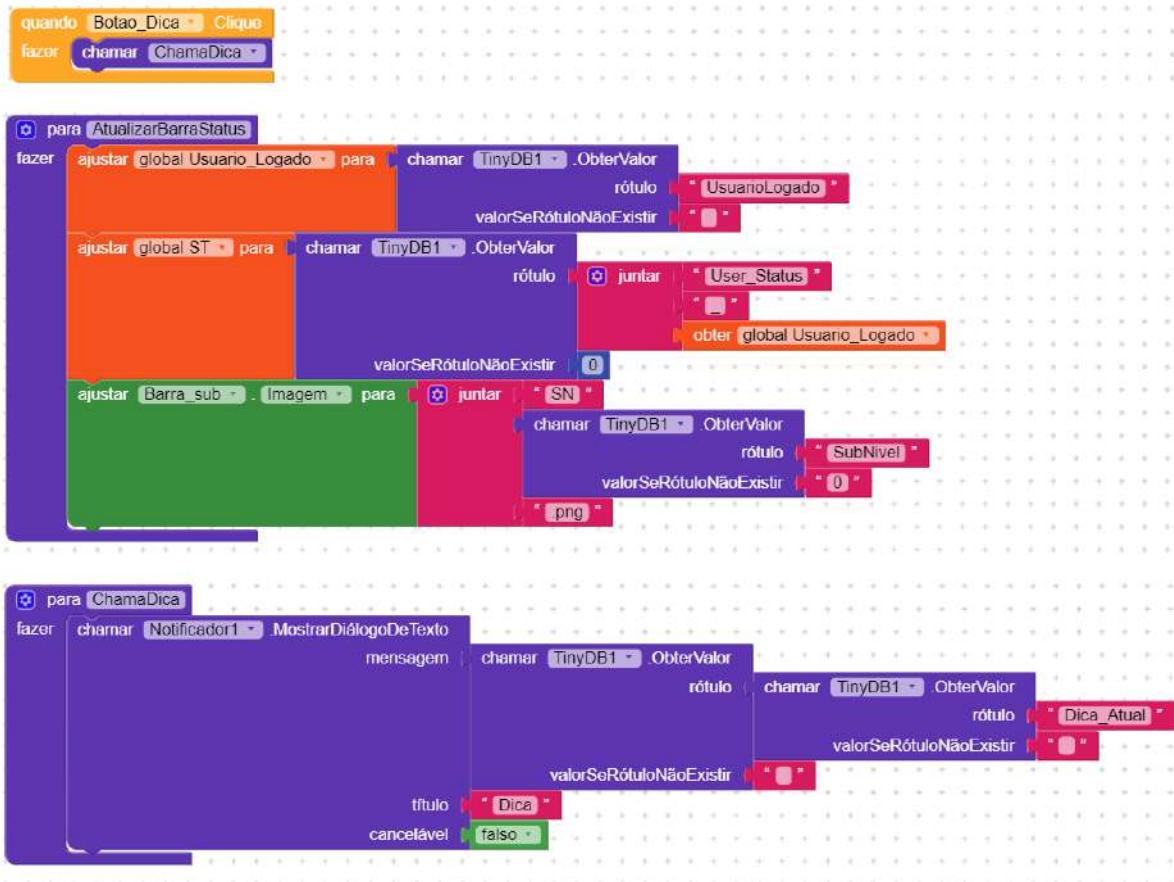 quando Botao_Dica Clique
fazer chamar ChamaDica
para AtualizarBarraStatus
fazer ajustar global Usuario_Logado para chamar TinyDB1 .ObterValor
rótulo " UsuarioLogado "
valorSeRótuloNãoExistir " "
ajustar global ST para chamar TinyDB1 .ObterValor
rótulo juntar " User_Status "
" _ "
obter global Usuario_Logado
valorSeRótuloNãoExistir 0
ajustar Barra_sub . Imagem para juntar " SN "
chamar TinyDB1 .ObterValor
rótulo " SubNivel "
valorSeRótuloNãoExistir " 0 "
" .png "
para ChamaDica
fazer chamar Notificador1 .MostrarDiálogoDeTexto
mensagem chamar TinyDB1 .ObterValor
rótulo chamar TinyDB1 .ObterValor
rótulo " Dica_Atual "
valorSeRótuloNãoExistir " "
valorSeRótuloNãoExistir " "
título " Dica "
cancelável falso